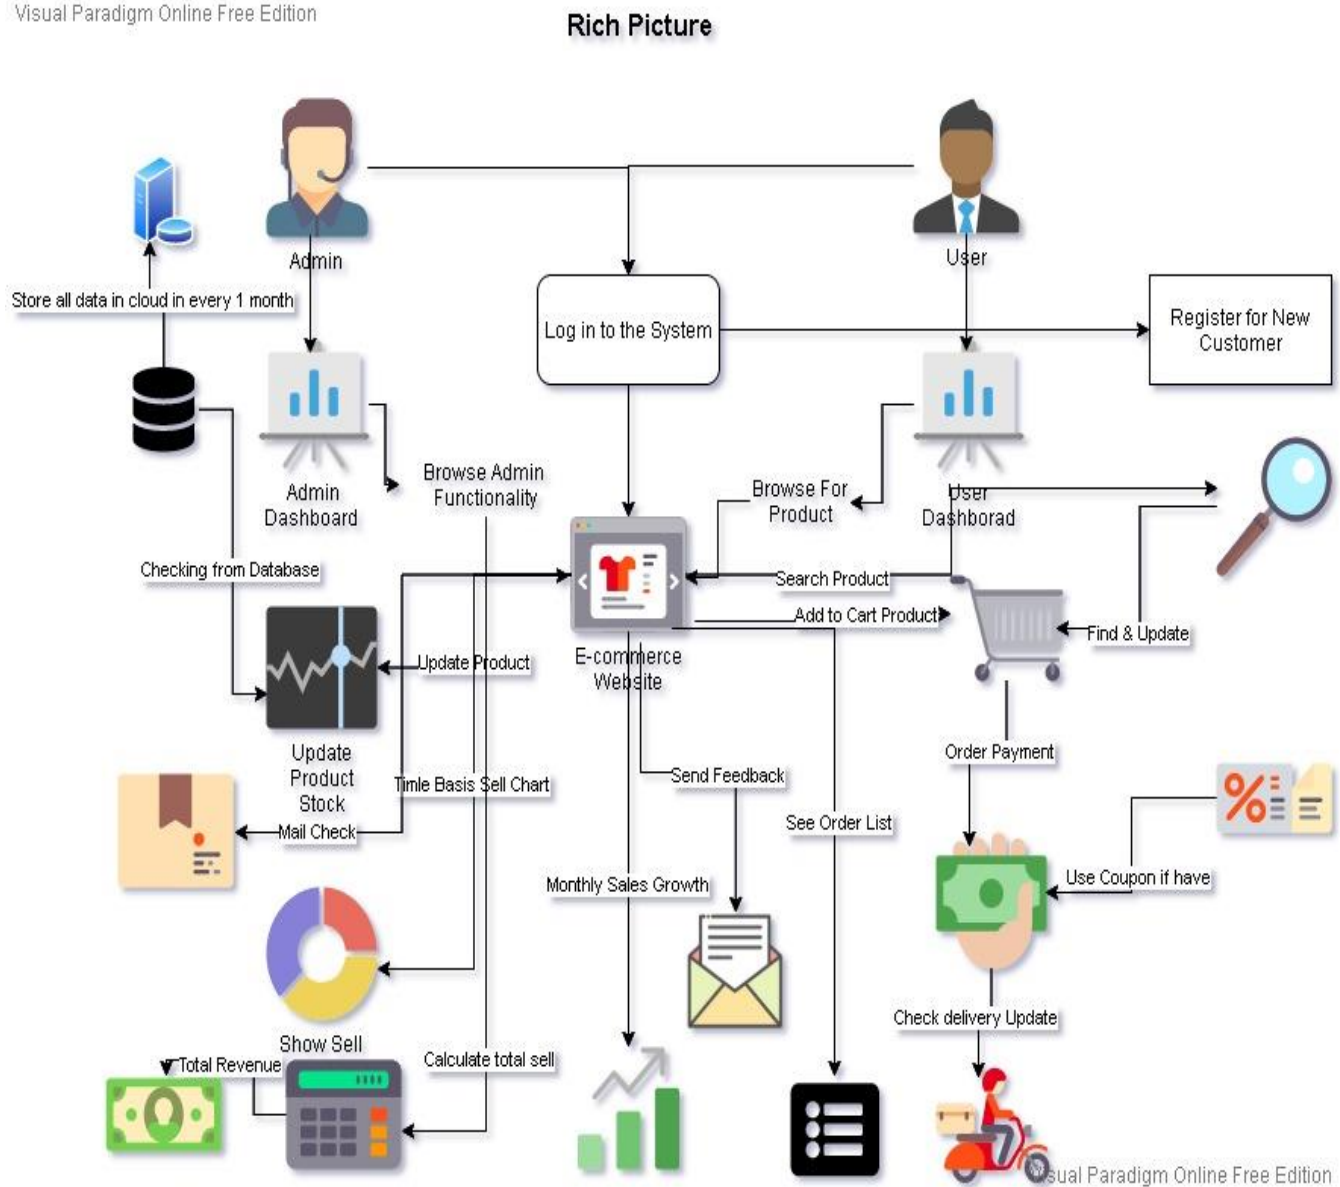 Visual Paradigm Online Free Edition
Rich Picture
Admin
User
Store all data in cloud in every 1 month
Log in to the System
Register for New
Customer
Admin
Dashboard
Browse Admin
Functionality
Browse For
Product
User
Dashborad
Checking from Database
Search Product
Add to Cart Product
Find & Update
Update Product
E-commerce
Website
Update
Product
Stock
Order Payment
Timle Basis Sell Chart
Send Feedback
Mail Check
See Order List
Monthly Sales Growth
Use Coupon if have
Check delivery Update
Show Sell
Total Revenue
Calculate total sell
Visual Paradigm Online Free Edition